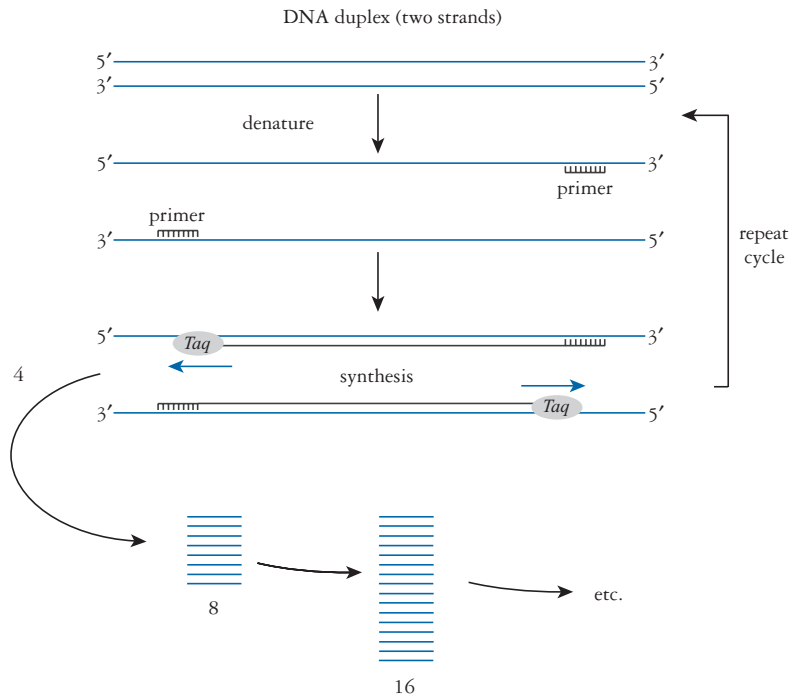 DNA duplex (two strands)
5′ 3′
3′ 5′
denature
5′ 3′
primer
primer
3′ 5′
repeat
cycle
5′ Taq 3′
4
synthesis
3′ Taq 5′
8
etc.
16